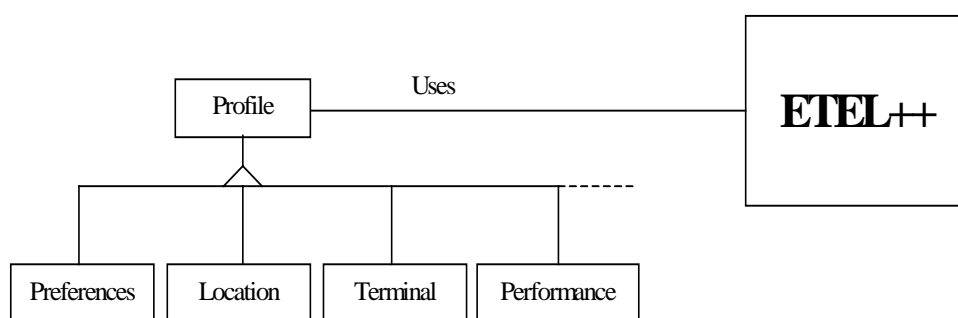 Uses
Profile
ETEL++
Preferences
Location
Terminal
Performance